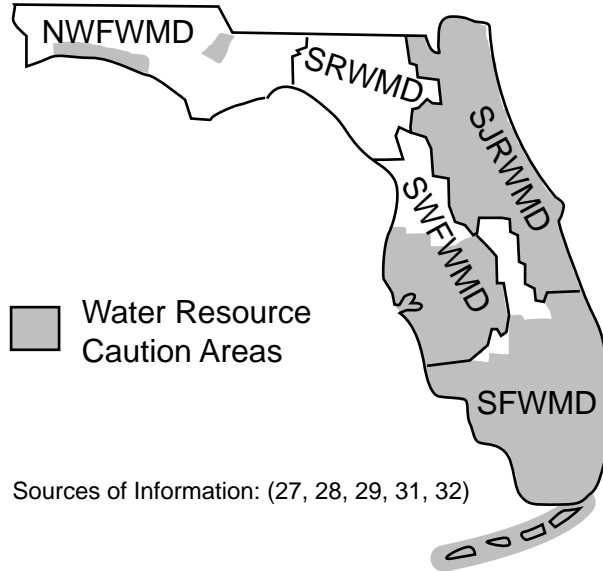 NWFWMD
SRWMD
SJRWMD
SWFWMD
Water Resource
Caution Areas
SFWMD
Sources of Information: (27, 28, 29, 31, 32)